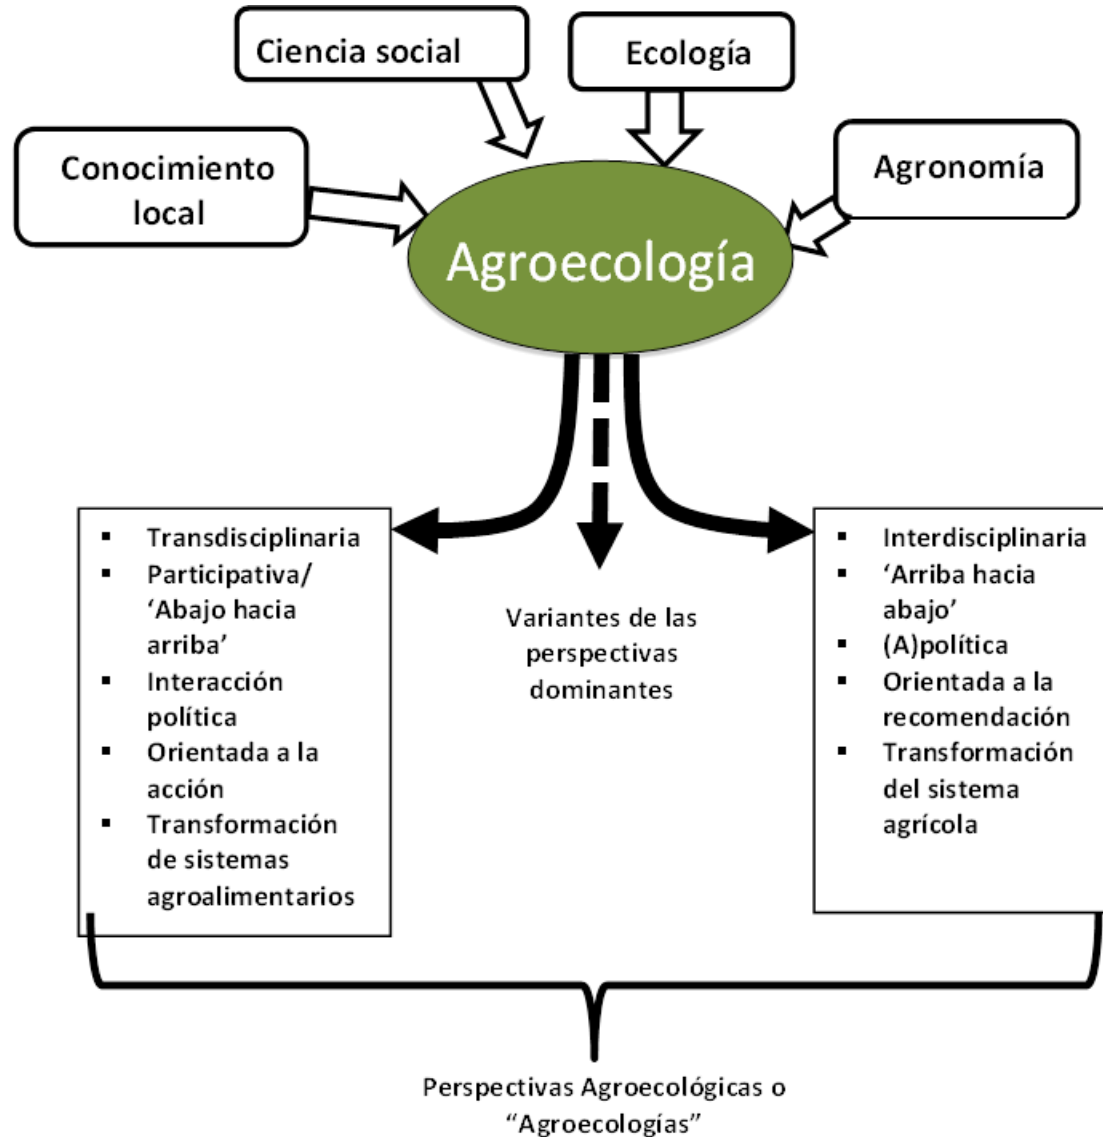 Ciencia social
Ecología
Conocimiento
local
Agronomía
Agroecología
▪ Transdisciplinaria
▪ Participativa/
‘Abajo hacia
arriba’
▪ Interacción
política
▪ Orientada a la
acción
▪ Transformación
de sistemas
agroalimentarios
Variantes de las
perspectivas
dominantes
▪ Interdisciplinaria
▪ ‘Arriba hacia
abajo’
▪ (A)política
▪ Orientada a la
recomendación
▪ Transformación
del sistema
agrícola
Perspectivas Agroecológicas o
“Agroecologías”